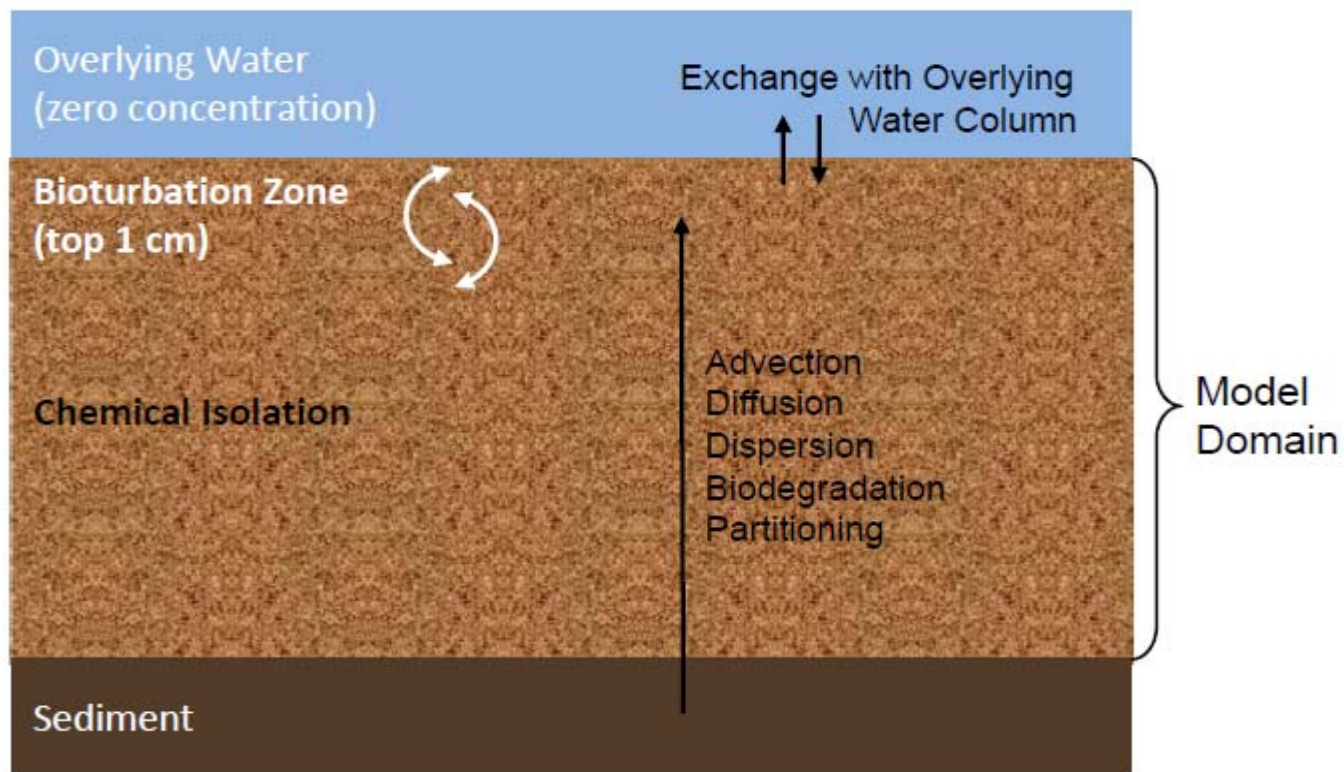 Overlying Water
(zero concentration)
Exchange with Overlying
Water Column
Bioturbation Zone
(top 1 cm)
Chemical Isolation
Advection
Diffusion
Dispersion
Biodegradation
Partitioning
Model
Domain
Sediment